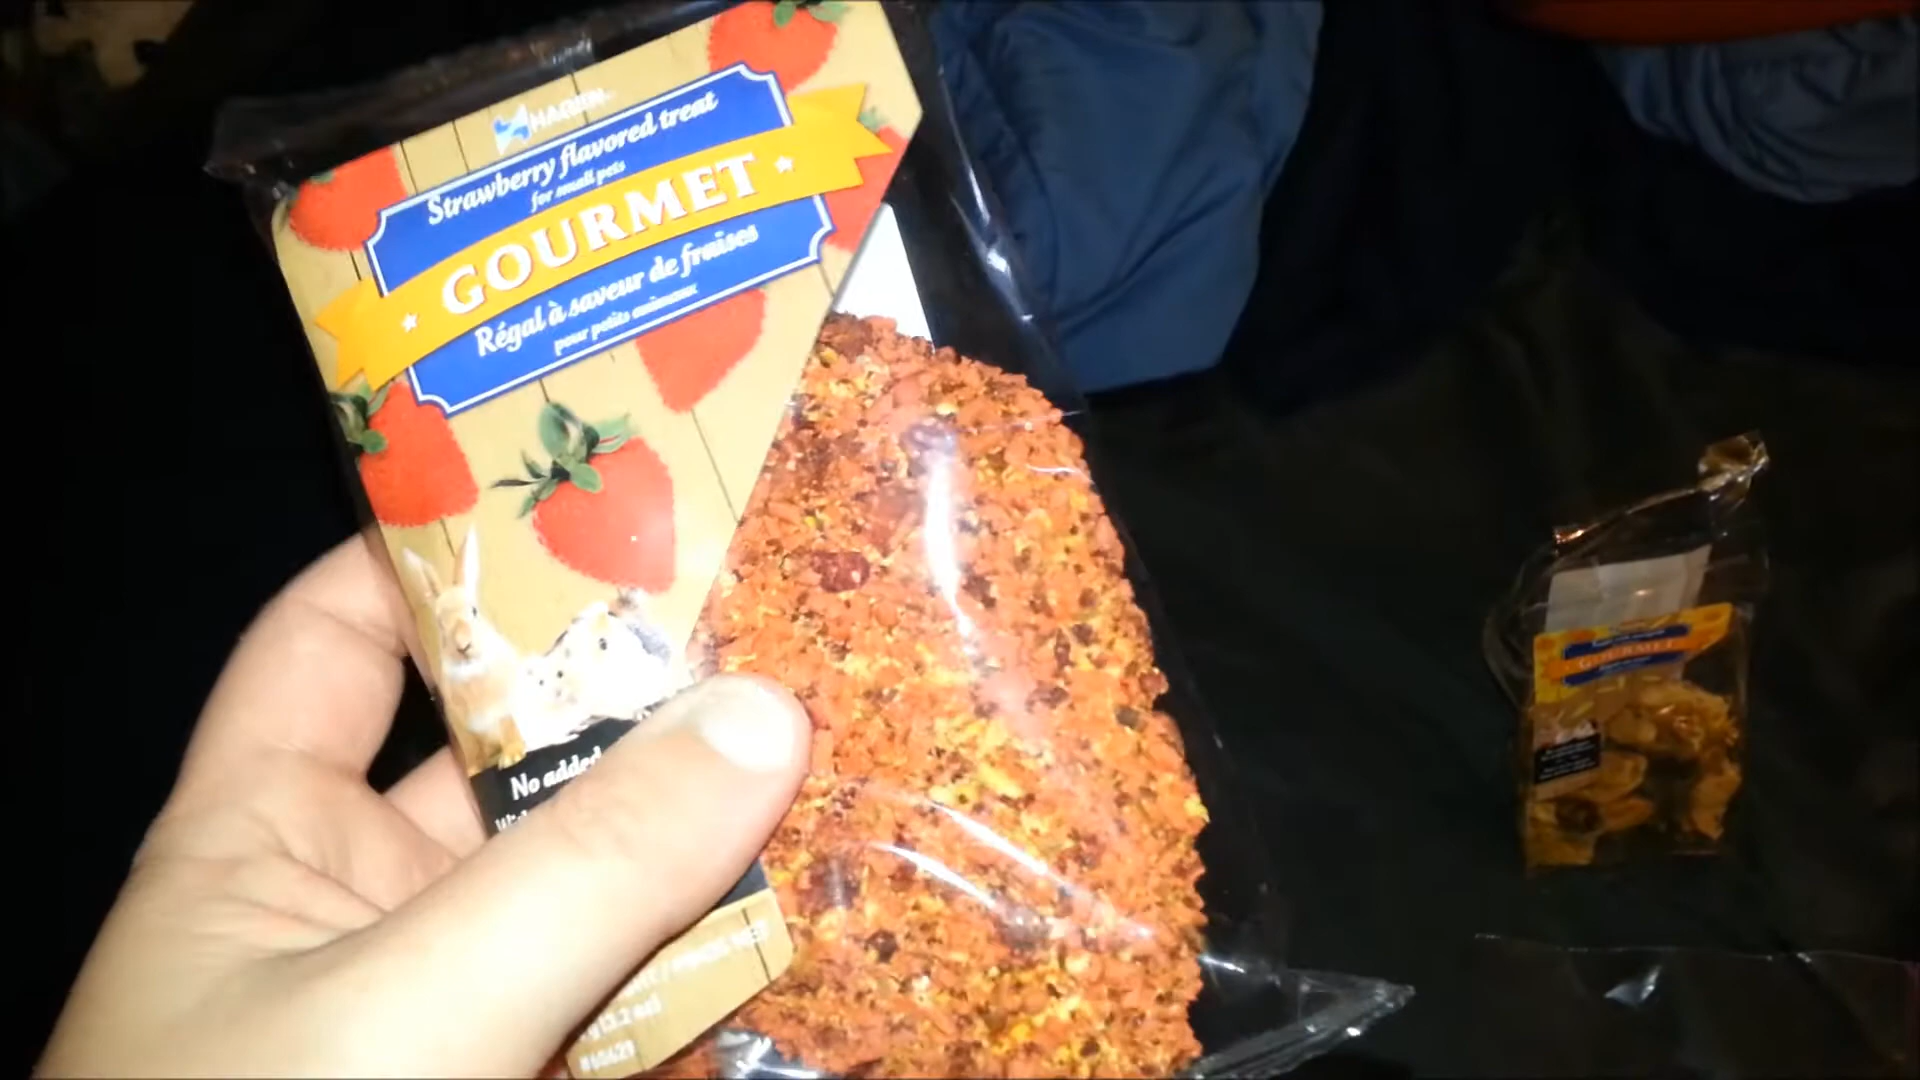 HAGEN
Strawberry flavored treat
for small pets
GOURMET
Régal à saveur de fraises
pour petits animaux
No added
GOURMET